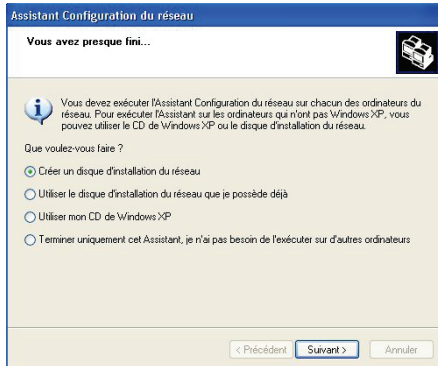 Assistant Configuration du réseau
Vous avez presque fini...
Vous devez exécuter l'Assistant Configuration du réseau sur chacun des ordinateurs du
réseau. Pour exécuter l'Assistant sur les ordinateurs qui n'ont pas Windows XP, vous
pouvez utiliser le CD de Windows XP ou le disque d'installation du réseau.
Que voulez-vous faire ?
Créer un disque d'installation du réseau
Utiliser le disque d'installation du réseau que je possède déjà
Utiliser mon CD de Windows XP
Terminer uniquement cet Assistant, je n'ai pas besoin de l'exécuter sur d'autres ordinateurs
< Précédent Suivant > Annuler